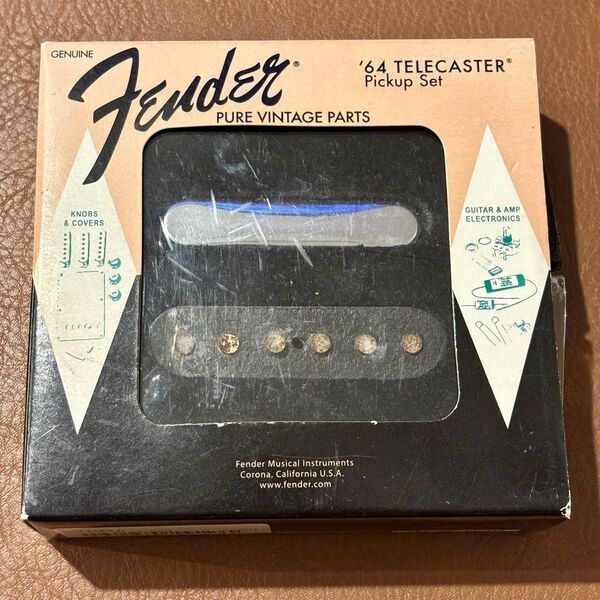 GENUINE
Fender®
PURE VINTAGE PARTS
'64 TELECASTER®
Pickup Set
KNOBS
& COVERS
GUITAR & AMP
ELECTRONICS
Fender Musical Instruments
Corona, California U.S.A.
www.fender.com